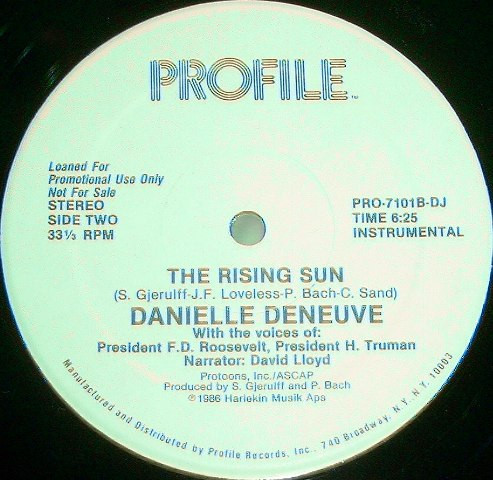 PROFILE™
Loaned For
Promotional Use Only
Not For Sale
STEREO
SIDE TWO
33⅓ RPM
PRO-7101B-DJ
TIME 6:25
INSTRUMENTAL
THE RISING SUN
(S. Gjerulff-J.F. Loveless-P. Bach-C. Sand)
DANIELLE DENEUVE
With the voices of:
President F.D. Roosevelt, President H. Truman
Narrator: David Lloyd
Protoons, Inc./ASCAP
Produced by S. Gjerulff and P. Bach
℗1986 Harlekin Musik Aps
Manufactured and Distributed by Profile Records, Inc., 740 Broadway, N.Y. N.Y. 10003